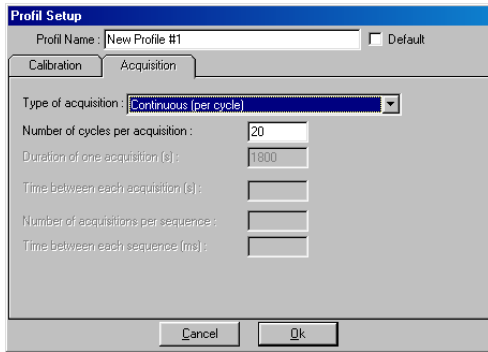 Profil Setup
Profil Name : New Profile #1 Default
Calibration Acquisition
Type of acquisition : Continuous (per cycle)
Number of cycles per acquisition : 20
Duration of one acquisition (s) : 1800
Time between each acquisition (s) :
Number of acquisitions per sequence :
Time between each sequence (ms) :
Cancel Ok